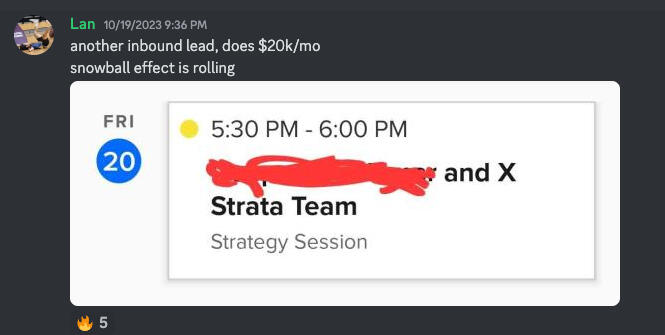 Lan 10/19/2023 9:36 PM
another inbound lead, does $20k/mo
snowball effect is rolling
FRI
20
5:30 PM - 6:00 PM
and X
Strata Team
Strategy Session
🔥 5